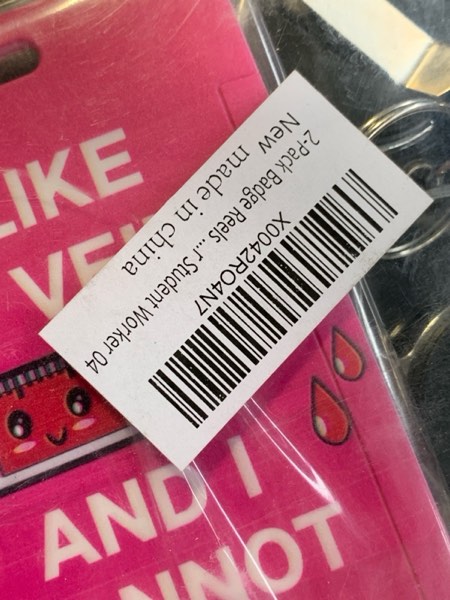 LIKE
X0042RO4N7
2-Pack Badge Reels ...r Student Worker 04
New made in china
AND I